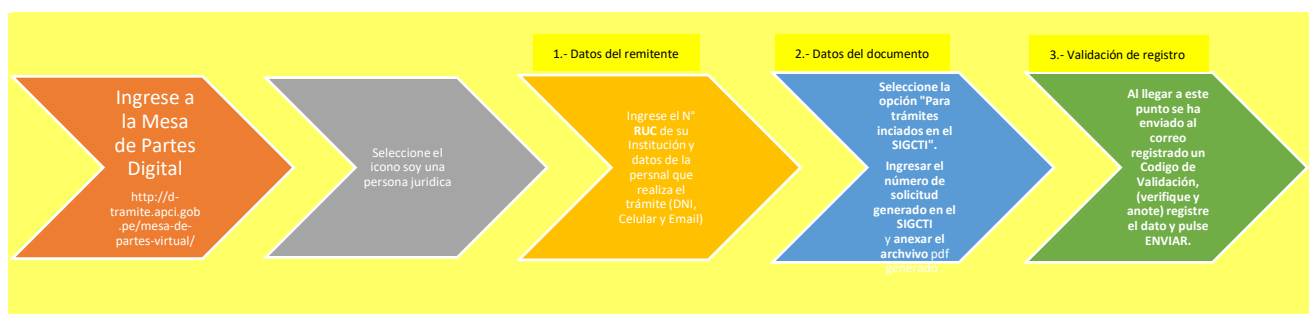 1.- Datos del remitente
2.- Datos del documento
3.- Validación de registro
Ingrese a
la Mesa
de Partes
Digital
http://d-
tramite.apci.gob
.pe/mesa-de-
partes-virtual/
Seleccione el
icono soy una
persona juridica
Ingrese el N°
RUC de su
Institución y
datos de la
persnal que
realiza el
trámite (DNI,
Celular y Email)
Seleccione la
opción "Para
trámites
inciados en el
SIGCTI".
Ingresar el
número de
solicitud
generado en el
SIGCTI
y anexar el
archvivo pdf
generado
Al llegar a este
punto se ha
enviado al
correo
registrado un
Codigo de
Validación,
(verifique y
anote) registre
el dato y pulse
ENVIAR.